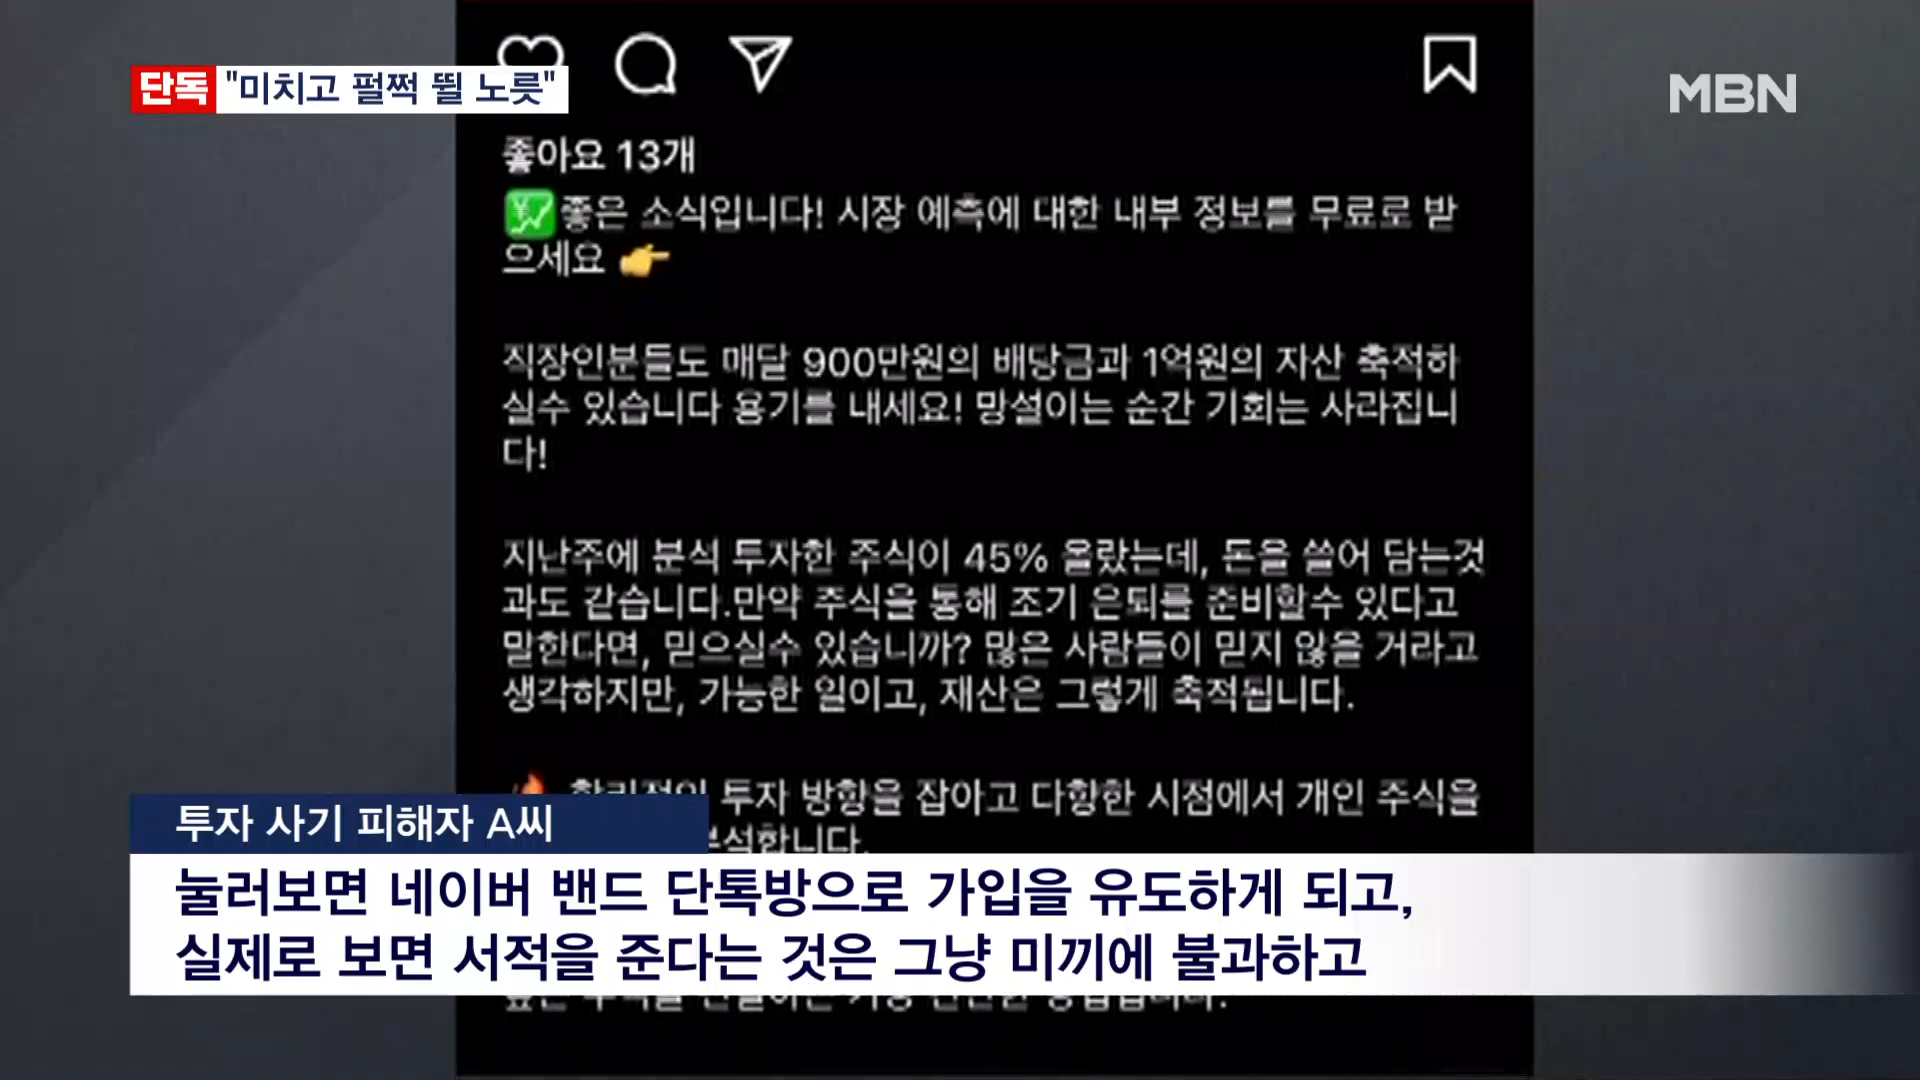 단독 "미치고 펄쩍 뛸 노릇"
MBN
좋아요 13개
좋은 소식입니다! 시장 예측에 대한 내부 정보를 무료로 받
으세요
직장인분들도 매달 900만원의 배당금과 1억원의 자산 축적하
실수 있습니다 용기를 내세요! 망설이는 순간 기회는 사라집니
다!
지난주에 분석 투자한 주식이 45% 올랐는데, 돈을 쓸어 담는것
과도 같습니다.만약 주식을 통해 조기 은퇴를 준비할수 있다고
말한다면, 믿으실수 있습니까? 많은 사람들이 믿지 않을 거라고
생각하지만, 가능한 일이고, 재산은 그렇게 축적됩니다.
투자 방향을 잡아고 다항한 시점에서 개인 주식을
투자 사기 피해자 A씨
눌러보면 네이버 밴드 단톡방으로 가입을 유도하게 되고,
실제로 보면 서적을 준다는 것은 그냥 미끼에 불과하고